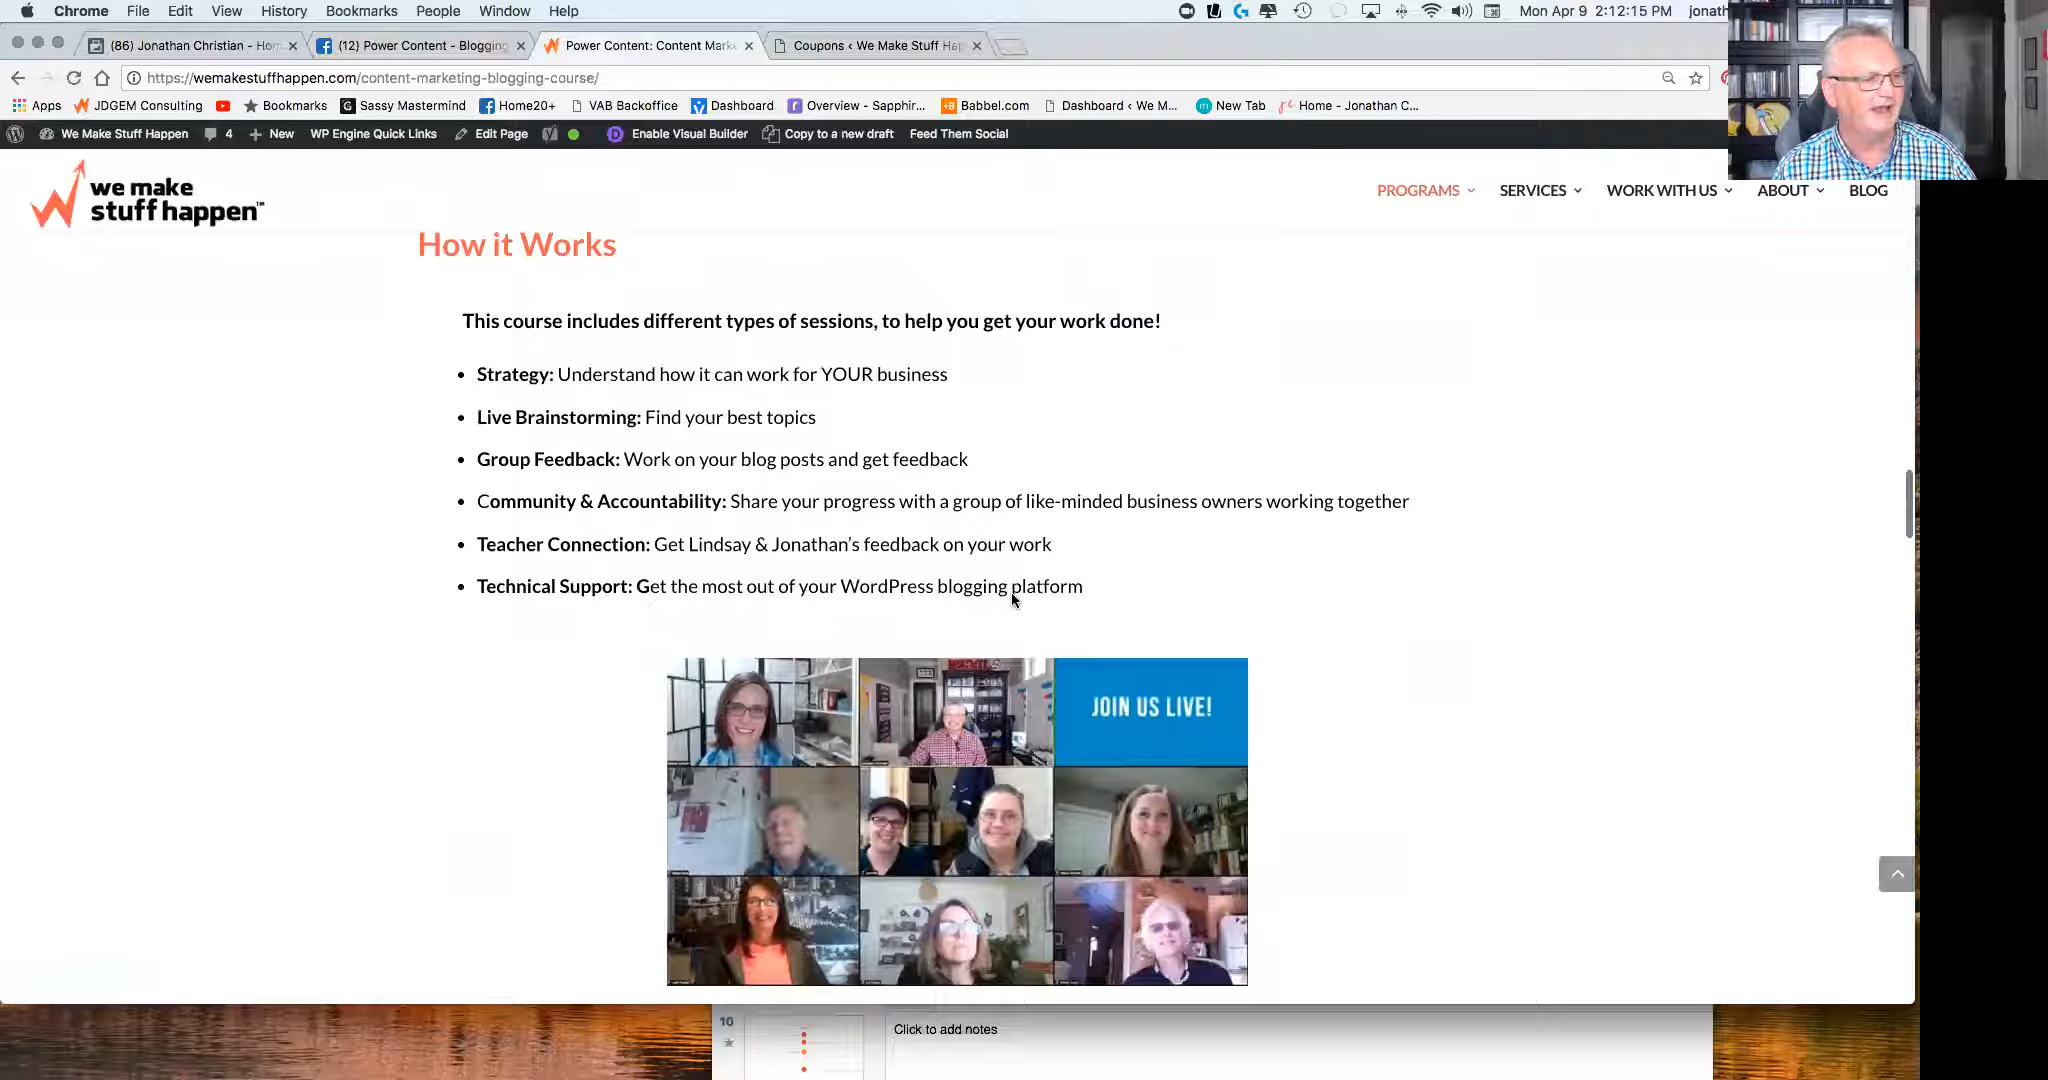 Chrome File Edit View History Bookmarks People Window Help Mon Apr 9 2:12:15 PM
(86) Jonathan Christian - Hom (12) Power Content - Blogging Power Content: Content Mark Coupons ‹ We Make Stuff Ha
https://wemakestuffhappen.com/content-marketing-blogging-course/
Apps JDGEM Consulting Bookmarks Sassy Mastermind Home20+ VAB Backoffice Dashboard Overview - Sapphir... Babbel.com Dashboard ‹ We M... New Tab Home - Jonathan C...
We Make Stuff Happen 4 New WP Engine Quick Links Edit Page Enable Visual Builder Copy to a new draft Feed Them Social
we make
stuff happen™
PROGRAMS SERVICES WORK WITH US ABOUT BLOG
How it Works
This course includes different types of sessions, to help you get your work done!
• Strategy: Understand how it can work for YOUR business
• Live Brainstorming: Find your best topics
• Group Feedback: Work on your blog posts and get feedback
• Community & Accountability: Share your progress with a group of like-minded business owners working together
• Teacher Connection: Get Lindsay & Jonathan’s feedback on your work
• Technical Support: Get the most out of your WordPress blogging platform
JOIN US LIVE!
10
Click to add notes